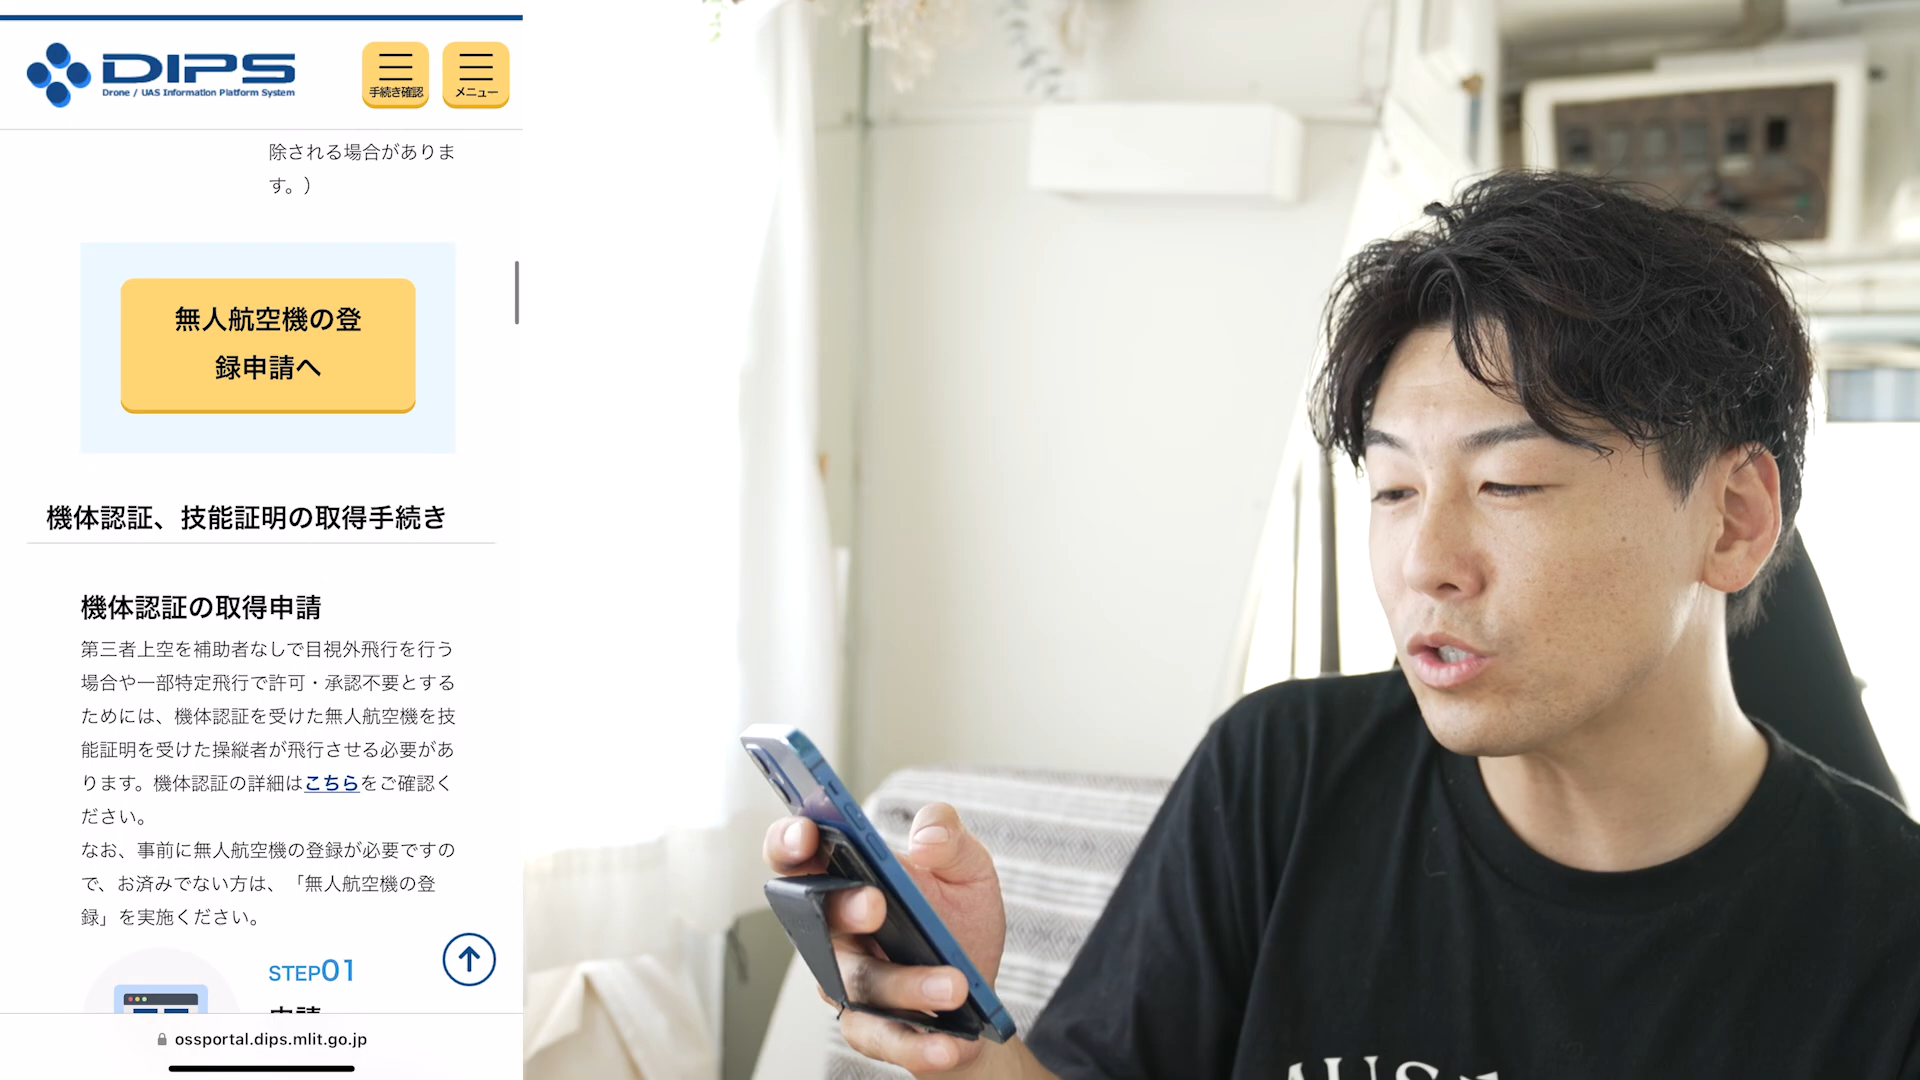 DIPS
Drone / UAS Information Platform System
手続き確認
メニュー
除される場合がありま
す。）
無人航空機の登
録申請へ
機体認証、技能証明の取得手続き
機体認証の取得申請
第三者上空を補助者なしで目視外飛行を行う
場合や一部特定飛行で許可・承認不要とする
ためには、機体認証を受けた無人航空機を技
能証明を受けた操縦者が飛行させる必要があ
ります。機体認証の詳細はこちらをご確認く
ださい。
なお、事前に無人航空機の登録が必要ですの
で、お済みでない方は、「無人航空機の登
録」を実施ください。
STEP01
申請
ossportal.dips.mlit.go.jp